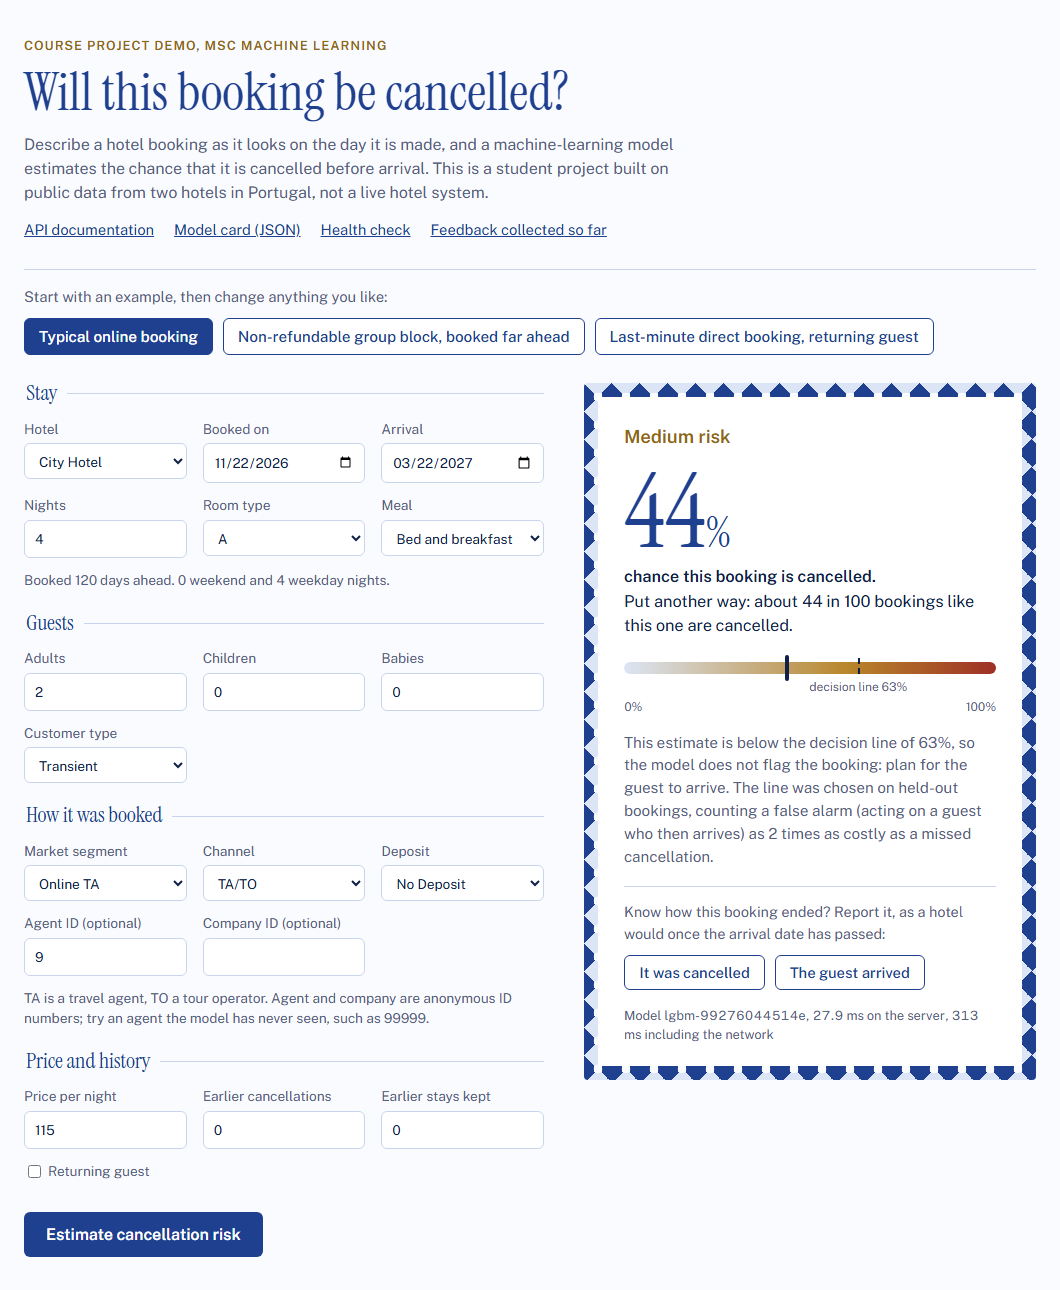 COURSE PROJECT DEMO, MSC MACHINE LEARNING
Will this booking be cancelled?
Describe a hotel booking as it looks on the day it is made, and a machine-learning model
estimates the chance that it is cancelled before arrival. This is a student project built on
public data from two hotels in Portugal, not a live hotel system.
API documentation Model card (JSON) Health check Feedback collected so far
Start with an example, then change anything you like:
Typical online booking Non-refundable group block, booked far ahead Last-minute direct booking, returning guest
Stay
Hotel Booked on Arrival
City Hotel 11/22/2026 03/22/2027
Nights Room type Meal
4 A Bed and breakfast
Booked 120 days ahead. 0 weekend and 4 weekday nights.
Guests
Adults Children Babies
2 0 0
Customer type
Transient
How it was booked
Market segment Channel Deposit
Online TA TA/TO No Deposit
Agent ID (optional) Company ID (optional)
9
TA is a travel agent, TO a tour operator. Agent and company are anonymous ID
numbers; try an agent the model has never seen, such as 99999.
Price and history
Price per night Earlier cancellations Earlier stays kept
115 0 0
Returning guest
Estimate cancellation risk
Medium risk
44%
chance this booking is cancelled.
Put another way: about 44 in 100 bookings like
this one are cancelled.
decision line 63%
0% 100%
This estimate is below the decision line of 63%, so
the model does not flag the booking: plan for the
guest to arrive. The line was chosen on held-out
bookings, counting a false alarm (acting on a guest
who then arrives) as 2 times as costly as a missed
cancellation.
Know how this booking ended? Report it, as a hotel
would once the arrival date has passed:
It was cancelled The guest arrived
Model lgbm-99276044514e, 27.9 ms on the server, 313
ms including the network